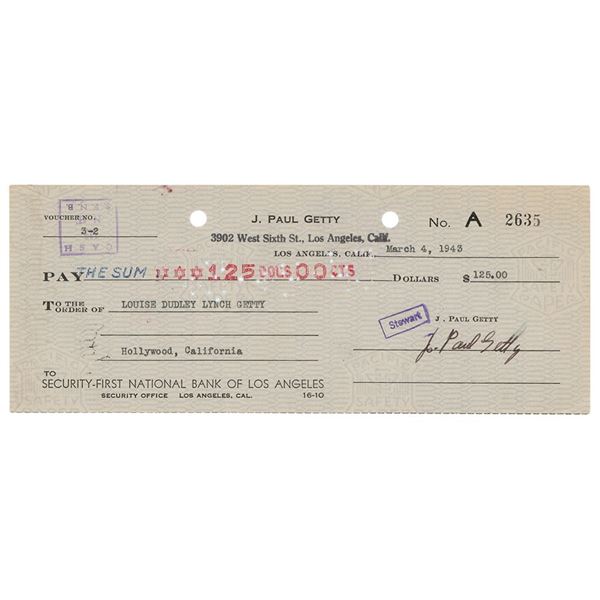 J. PAUL GETTY
VOUCHER NO.
3-2
CASH
No. A 2635
3902 West Sixth St., Los Angeles, Calif.
LOS ANGELES, CALIF., March 4, 1943
PAY THE SUM 125 DOLS 00 CTS DOLLARS $ 125.00
TO THE ORDER OF LOUISE DUDLEY LYNCH GETTY
Stewart
J. PAUL GETTY
J. Paul Getty
Hollywood, California
TO
SECURITY-FIRST NATIONAL BANK OF LOS ANGELES
SECURITY OFFICE LOS ANGELES, CAL. 16-10
SAFETY